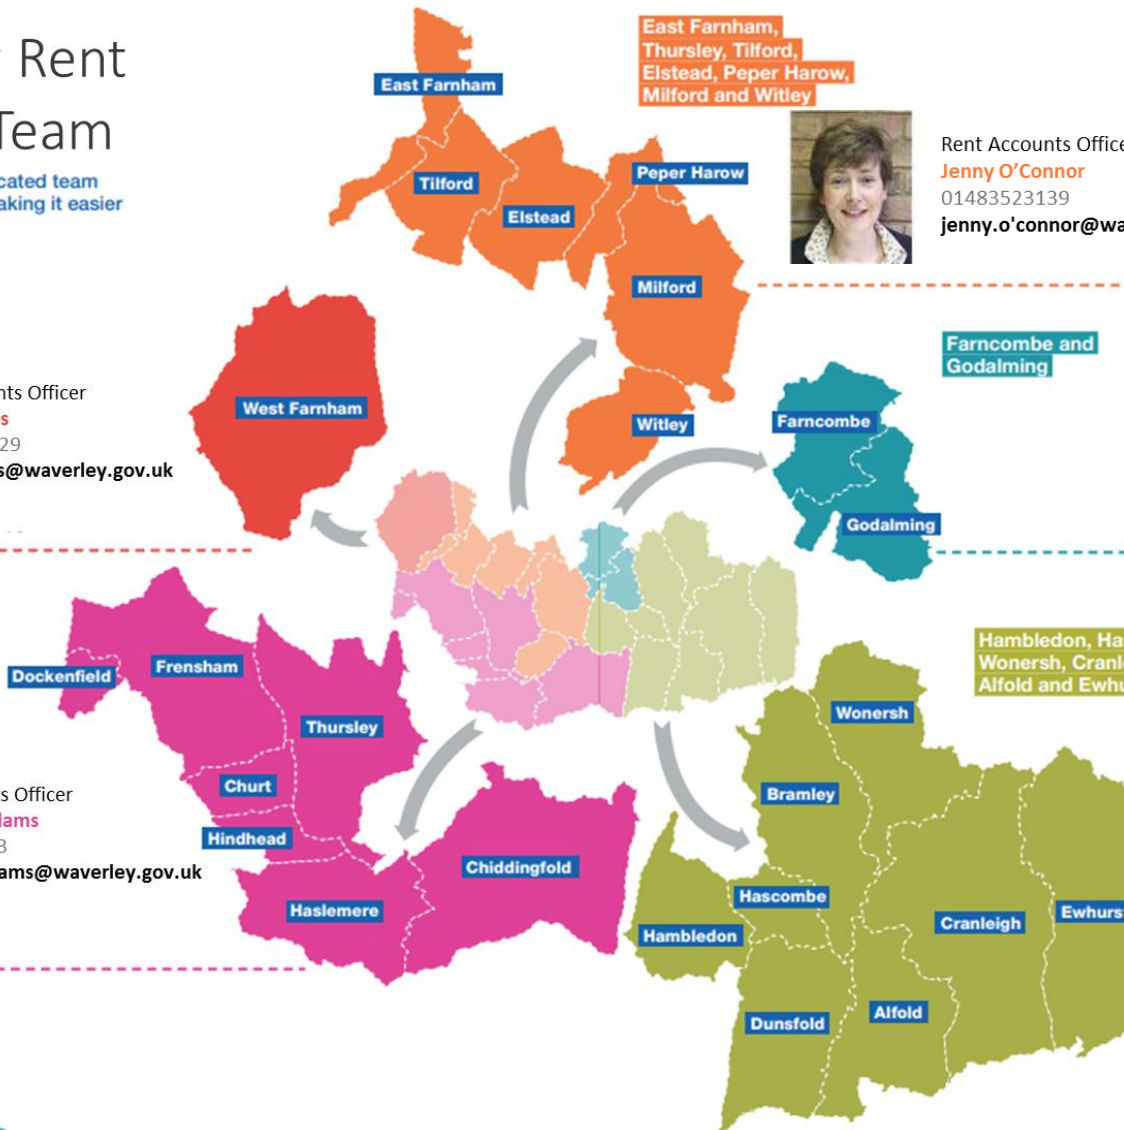 Rent
Team
cated team
aking it easier
East Farnham,
Thursley, Tilford,
Elstead, Peper Harow,
Milford and Witley
Rent Accounts Office
Jenny O'Connor
01483523139
jenny.o'connor@wa
East Farnham
Tilford
Elstead
Peper Harow
Milford
Witley
Farncombe and
Godalming
Farncombe
Godalming
nts Officer
s
29
s@waverley.gov.uk
West Farnham
Dockenfield
Frensham
Thursley
Churt
Hindhead
Haslemere
Chiddingfold
ts Officer
lams
3
ams@waverley.gov.uk
Hambledon, Ha
Wonersh, Cranl
Alfold and Ewhu
Wonersh
Bramley
Hascombe
Hambledon
Cranleigh
Ewhurs
Dunsfold
Alfold